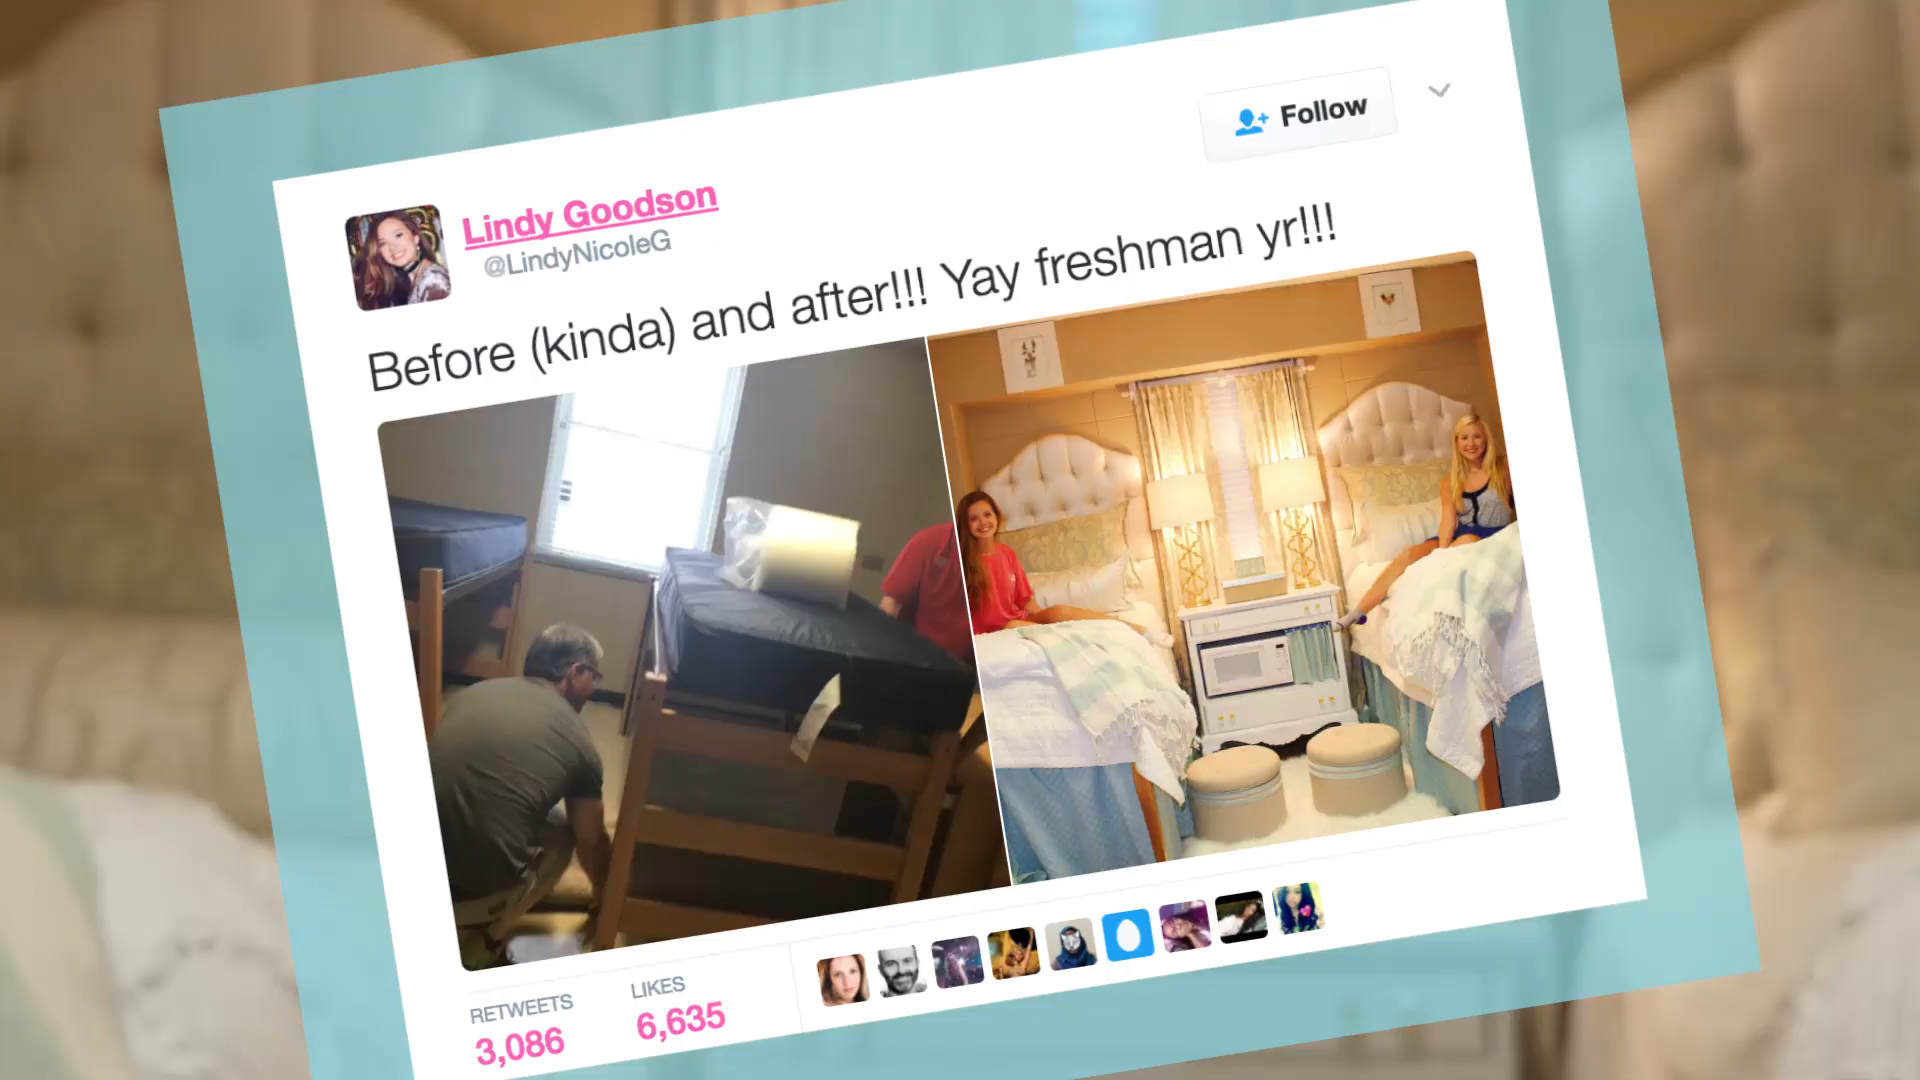 Follow
Lindy Goodson
@LindyNicoleG
Before (kinda) and after!!! Yay freshman yr!!!
RETWEETS
3,086
LIKES
6,635